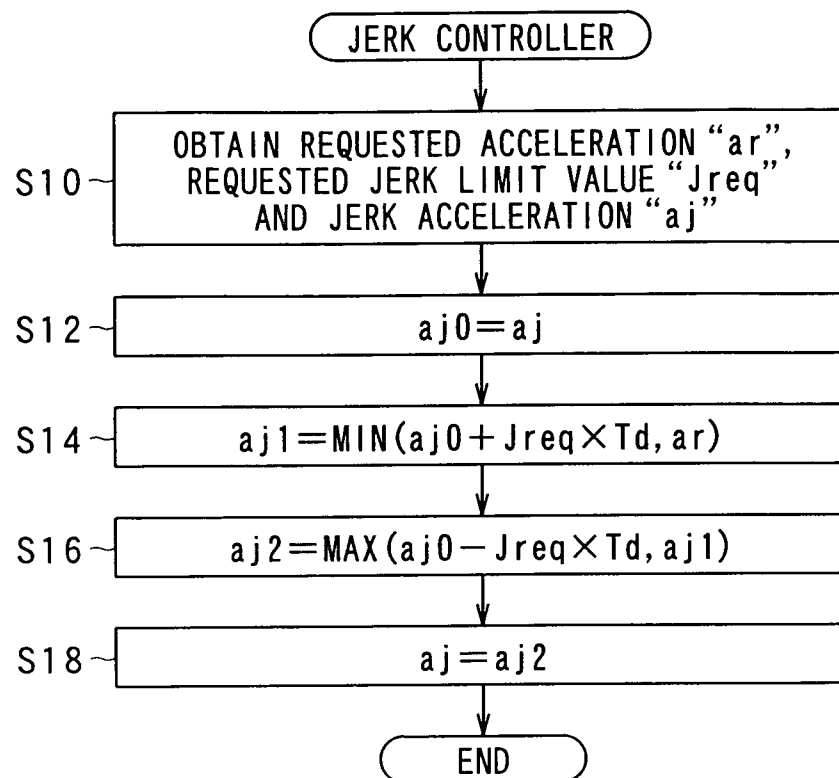 JERK CONTROLLER
S10
OBTAIN REQUESTED ACCELERATION “ar”,
REQUESTED JERK LIMIT VALUE “Jreq”
AND JERK ACCELERATION “aj”
S12
aj0=aj
S14
aj1=MIN(aj0+Jreq×Td,ar)
S16
aj2=MAX(aj0−Jreq×Td,aj1)
S18
aj=aj2
END